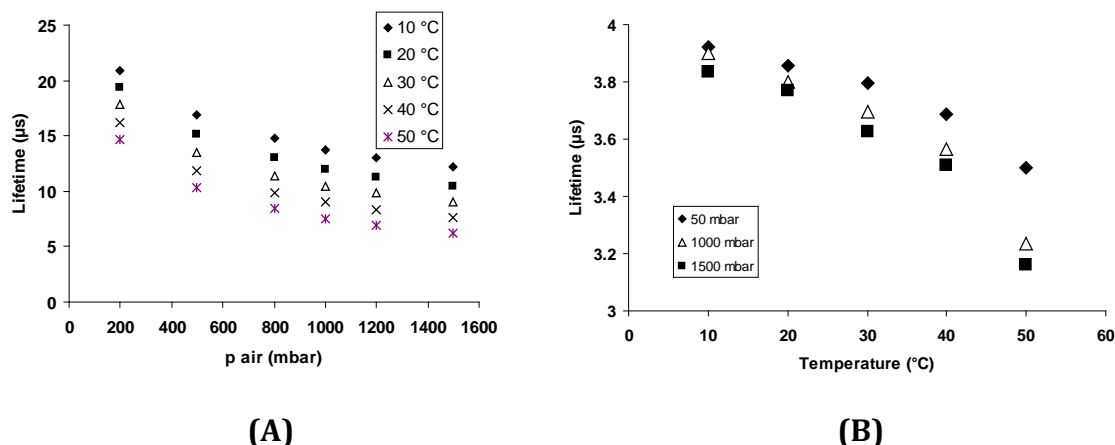 25
20
15
10
5
0
Lifetime (µs)
0 200 400 600 800 1000 1200 1400 1600
p air (mbar)
10 °C
20 °C
30 °C
40 °C
50 °C
(A)
4
3.8
3.6
3.4
3.2
3
Lifetime (µs)
0 10 20 30 40 50 60
Temperature (°C)
50 mbar
1000 mbar
1500 mbar
(B)